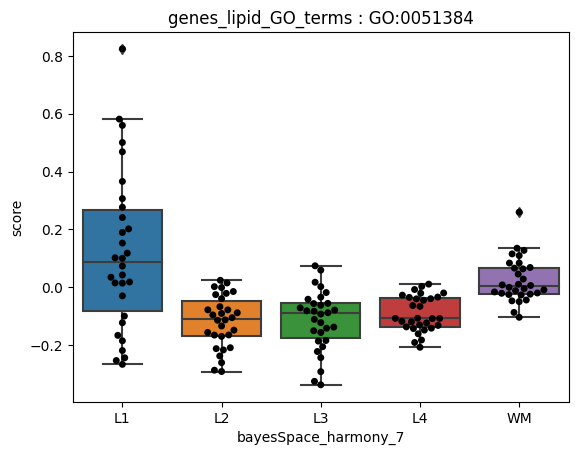 genes_lipid_GO_terms : GO:0051384
score
0.8
0.6
0.4
0.2
0.0
−0.2
L1 L2 L3 L4 WM
bayesSpace_harmony_7